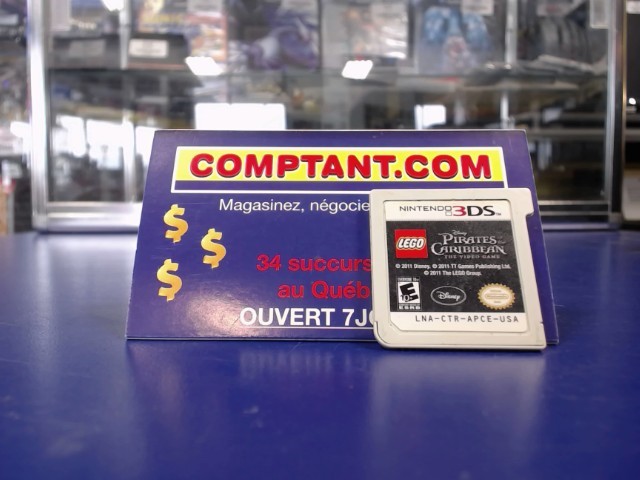 COMPTANT.COM
Magasinez, négocie
34 succurs
au Québ
OUVERT 7J
NINTENDO 3DS
LEGO
Disney
PIRATES of the
CARIBBEAN
THE VIDEO GAME
© 2011 Disney. © 2011 TT Games Publishing Ltd.
© 2011 The LEGO Group.
E
ESRB
Disney
LNA-CTR-APCE-USA